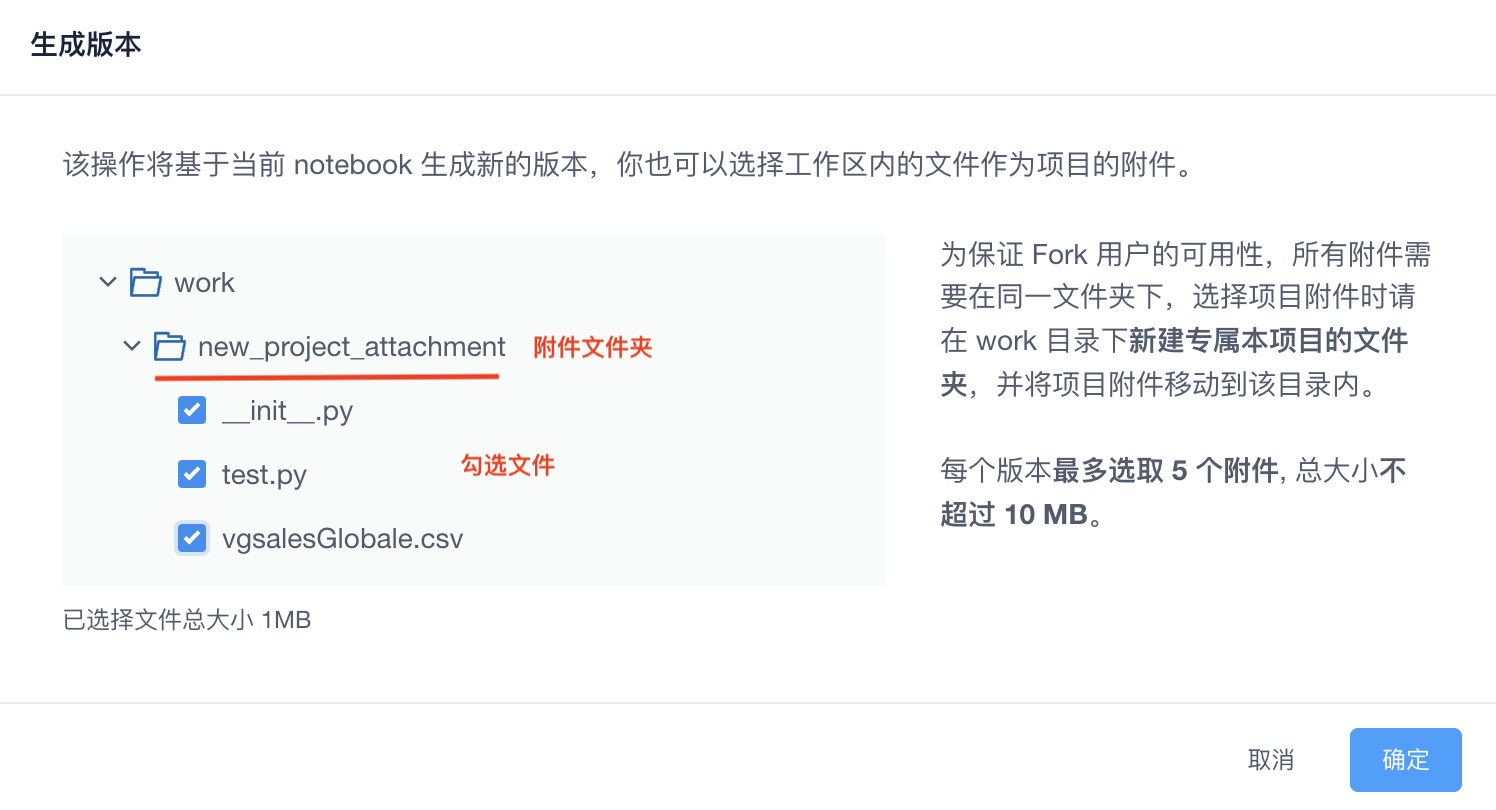 生成版本
该操作将基于当前 notebook 生成新的版本，你也可以选择工作区内的文件作为项目的附件。
work
new_project_attachment 附件文件夹
__init__.py
test.py
勾选文件
vgsalesGlobale.csv
已选择文件总大小 1MB
为保证 Fork 用户的可用性，所有附件需
要在同一文件夹下，选择项目附件时请
在 work 目录下新建专属本项目的文件
夹，并将项目附件移动到该目录内。
每个版本最多选取 5 个附件, 总大小不
超过 10 MB。
取消
确定